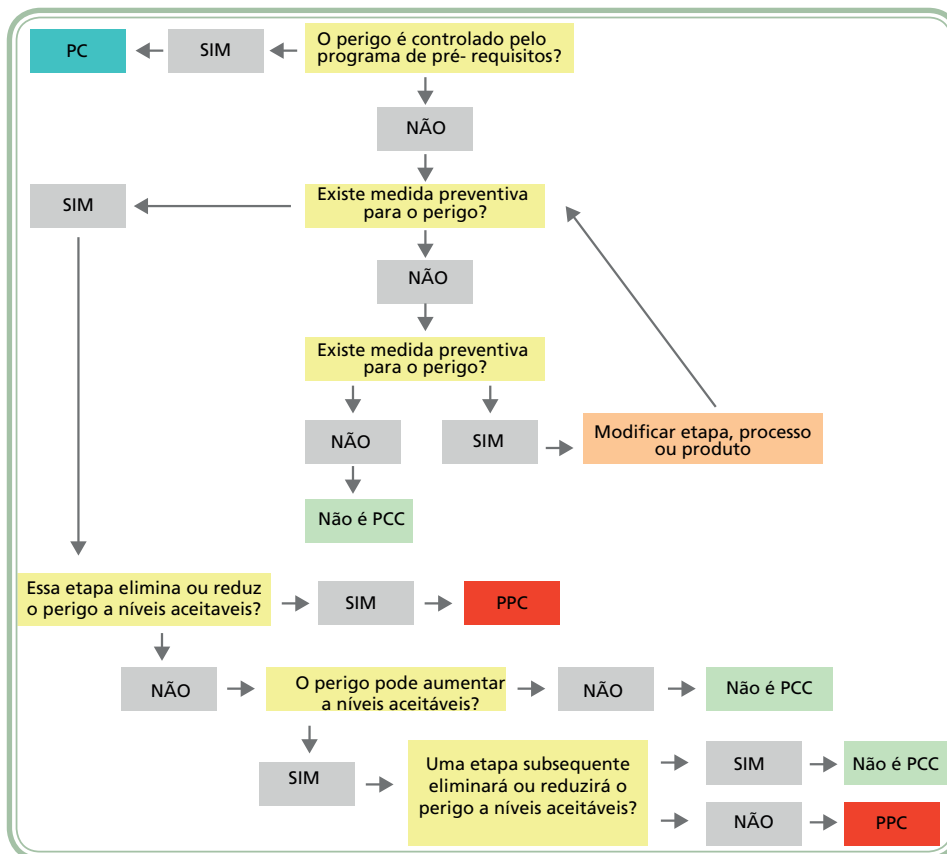 PC
SIM
O perigo é controlado pelo
programa de pré- requisitos?
NÃO
SIM
Existe medida preventiva
para o perigo?
NÃO
Existe medida preventiva
para o perigo?
NÃO
SIM
Modificar etapa, processo
ou produto
Não é PCC
Essa etapa elimina ou reduz
o perigo a níveis aceitaveis?
SIM
PPC
NÃO
O perigo pode aumentar
a níveis aceitáveis?
NÃO
Não é PCC
SIM
Uma etapa subsequente
eliminará ou reduzirá o
perigo a níveis aceitáveis?
SIM
Não é PCC
NÃO
PPC